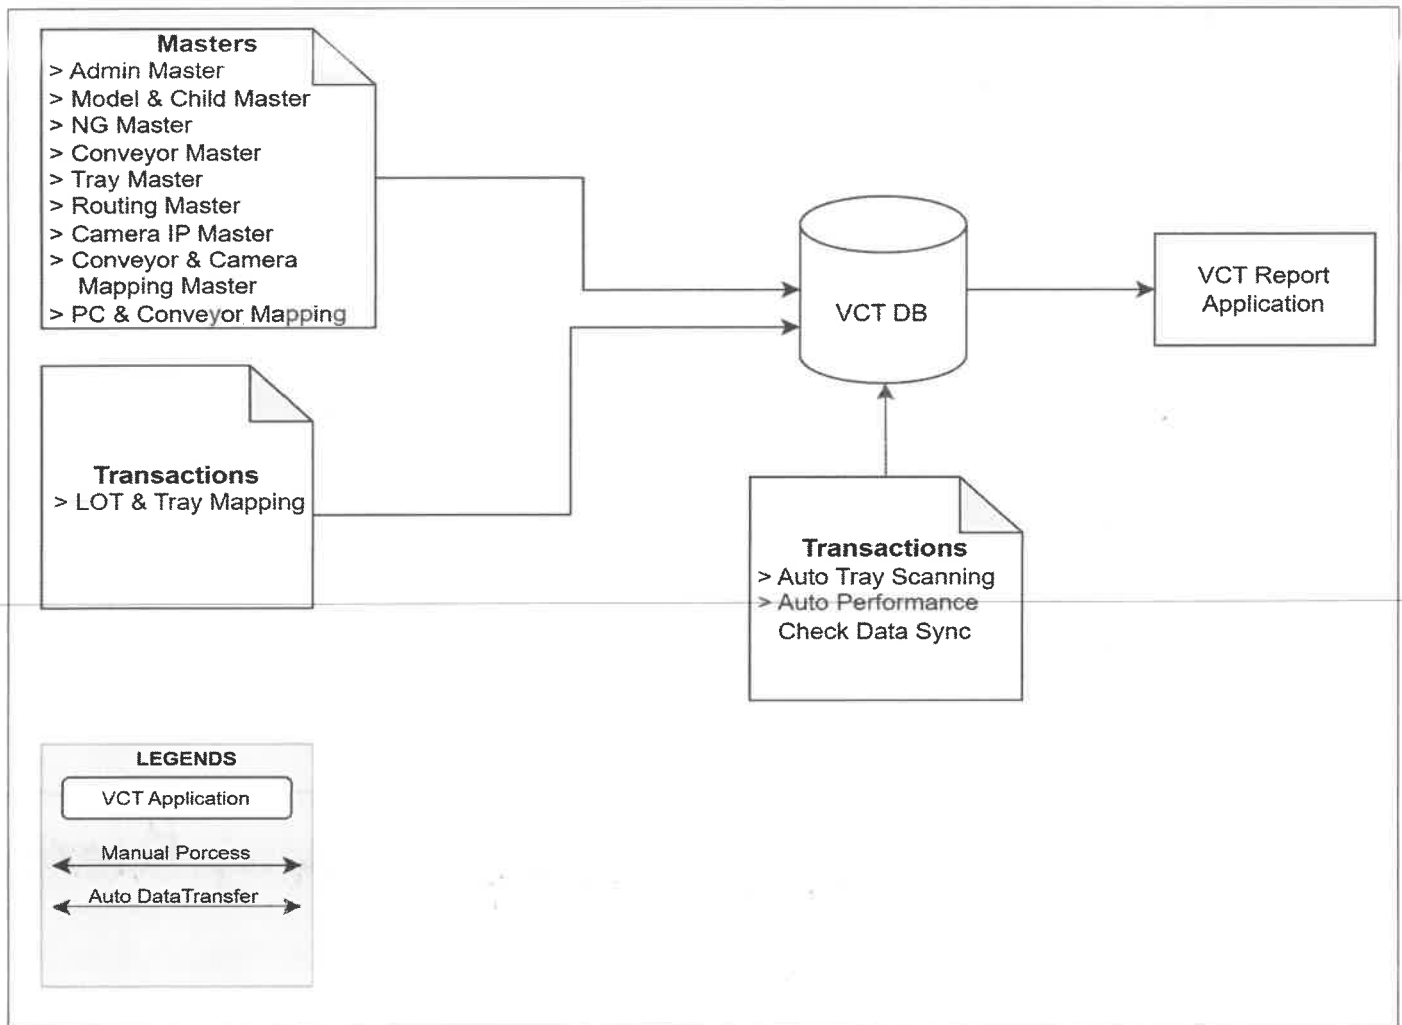 Masters
> Admin Master
> Model & Child Master
> NG Master
> Conveyor Master
> Tray Master
> Routing Master
> Camera IP Master
> Conveyor & Camera
Mapping Master
> PC & Conveyor Mapping
Transactions
> LOT & Tray Mapping
VCT DB
VCT Report
Application
Transactions
> Auto Tray Scanning
> Auto Performance
Check Data Sync
LEGENDS
VCT Application
Manual Porcess
Auto DataTransfer